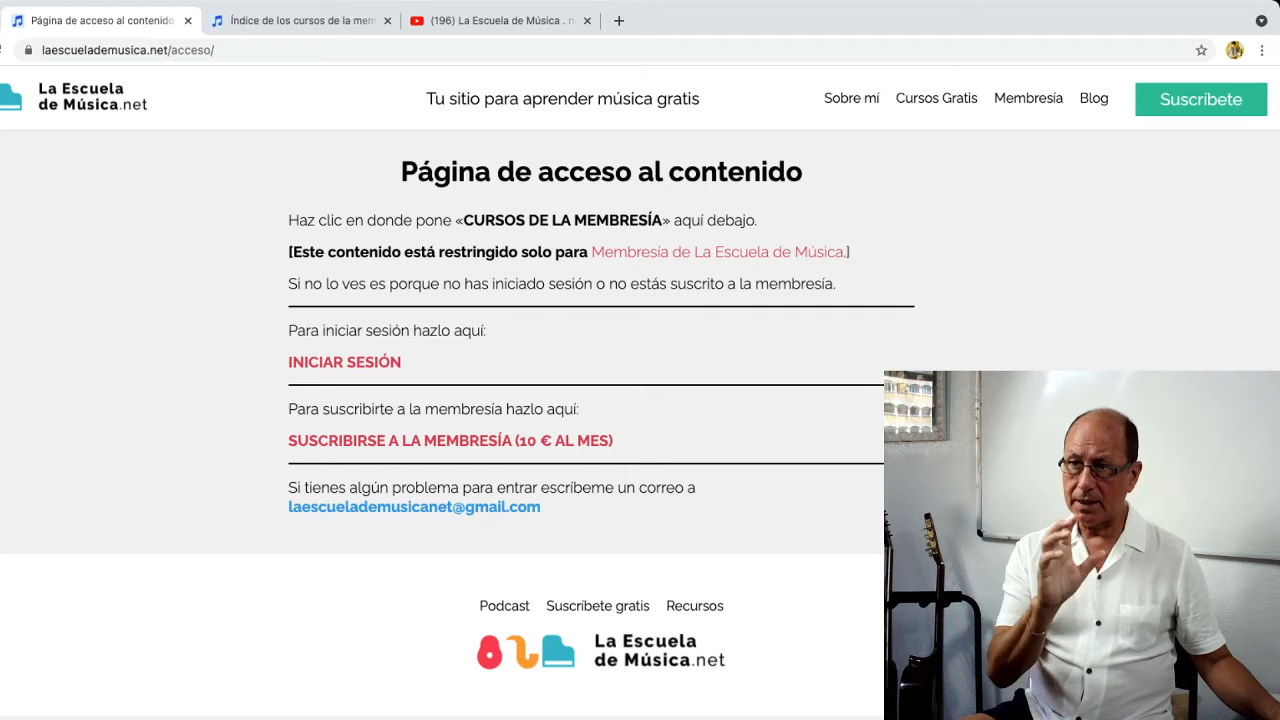 Página de acceso al contenido
Índice de los cursos de la mem
(196) La Escuela de Música . n
laescuelademusica.net/acceso/
La Escuela
de Música.net
Tu sitio para aprender música gratis
Sobre mí
Cursos Gratis
Membresía
Blog
Suscríbete
Página de acceso al contenido
Haz clic en donde pone «CURSOS DE LA MEMBRESÍA» aquí debajo.
[Este contenido está restringido solo para Membresía de La Escuela de Música.]
Si no lo ves es porque no has iniciado sesión o no estás suscrito a la membresía.
Para iniciar sesión hazlo aquí:
INICIAR SESIÓN
Para suscribirte a la membresía hazlo aquí:
SUSCRIBIRSE A LA MEMBRESÍA (10 € AL MES)
Si tienes algún problema para entrar escríbeme un correo a
laescuelademusicanet@gmail.com
Podcast
Suscríbete gratis
Recursos
La Escuela
de Música.net